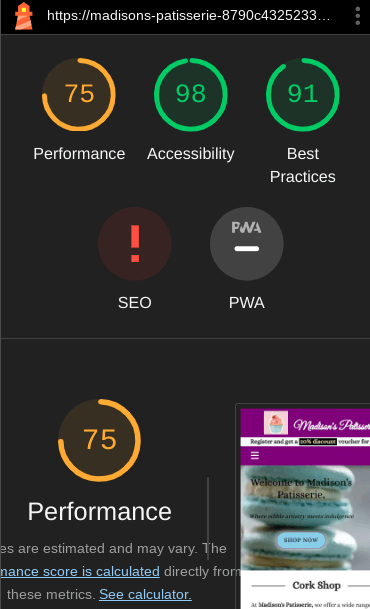 https://madisons-patisserie-8790c4325233…
75
98
91
Performance
Accessibility
Best
Practices
!
PWA
SEO
PWA
75
Performance
es are estimated and may vary. The
mance score is calculated directly from
these metrics. See calculator.
Madison's Patisser
Register and get a 10% discount voucher for
Welcome to Madison's
Patisserie,
where edible artistry meets indulgence
SHOP NOW
Cork Shop
At Madison's Patisserie, we offer a wide rang